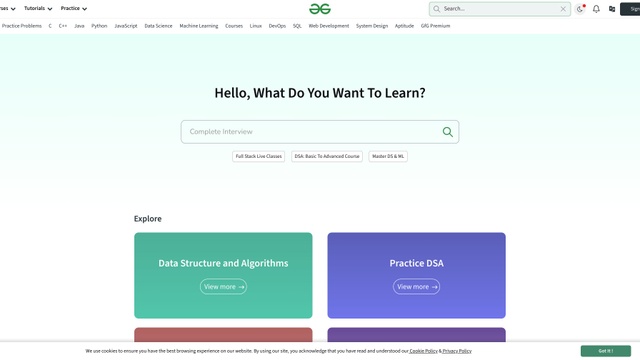 Tutorials Practice Search...
Practice Problems C C++ Java Python JavaScript Data Science Machine Learning Courses Linux DevOps SQL Web Development System Design Aptitude GfG Premium
Hello, What Do You Want To Learn?
Complete Interview
Full Stack Live Classes DSA: Basic To Advanced Course Master DS & ML
Explore
Data Structure and Algorithms
View more →
Practice DSA
View more →
We use cookies to ensure you have the best browsing experience on our website. By using our site, you acknowledge that you have read and understood our Cookie Policy & Privacy Policy
Got It !